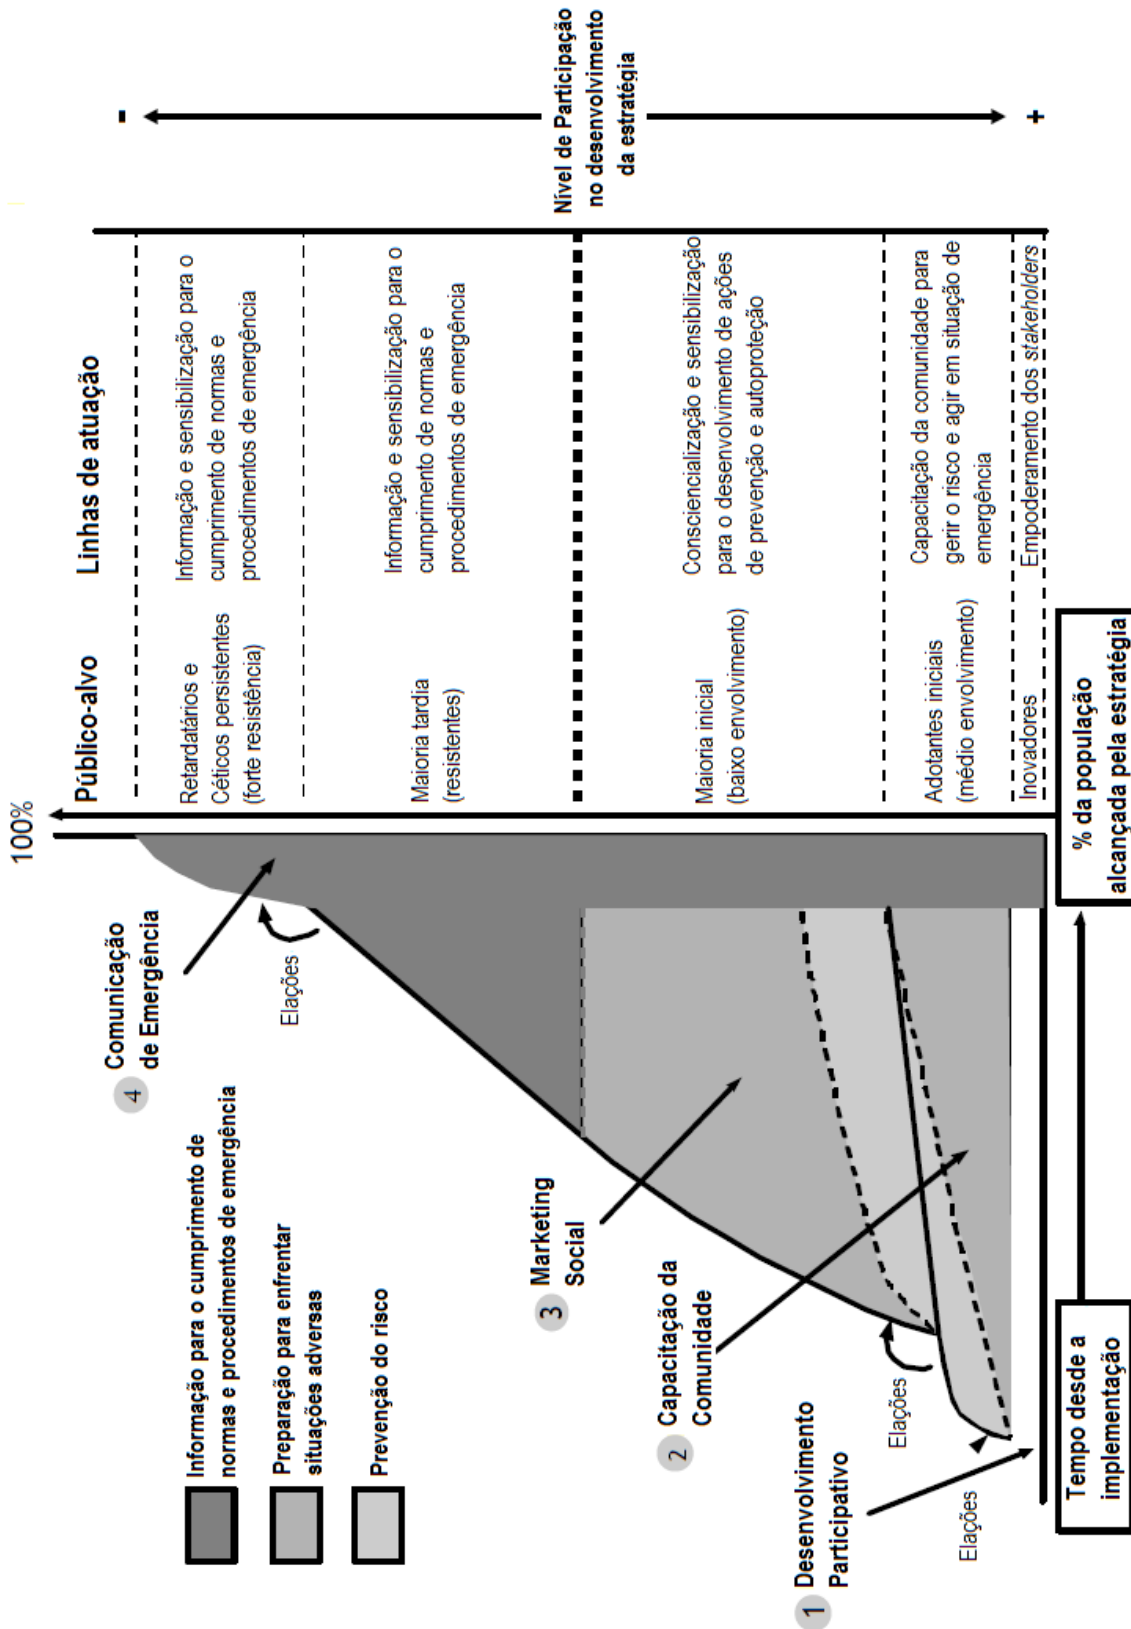 100%
Público-alvo
Linhas de atuação
4 Comunicação
de Emergência
Informação para o cumprimento de
normas e procedimentos de emergência
Preparação para enfrentar
situações adversas
Prevenção do risco
3 Marketing
Social
2 Capacitação da
Comunidade
1 Desenvolvimento
Participativo
Elações
Elações
Elações
Retardatários e
Céticos persistentes
(forte resistência)
Informação e sensibilização para o
cumprimento de normas e
procedimentos de emergência
Maioria tardia
(resistentes)
Informação e sensibilização para o
cumprimento de normas e
procedimentos de emergência
Maioria inicial
(baixo envolvimento)
Consciencialização e sensibilização
para o desenvolvimento de ações
de prevenção e autoproteção
Adotantes iniciais
(médio envolvimento)
Capacitação da comunidade para
gerir o risco e agir em situação de
emergência
Inovadores
Empoderamento dos stakeholders
-
Nível de Participação
no desenvolvimento
da estratégia
+
Tempo desde a
implementação
% da população
alcançada pela estratégia